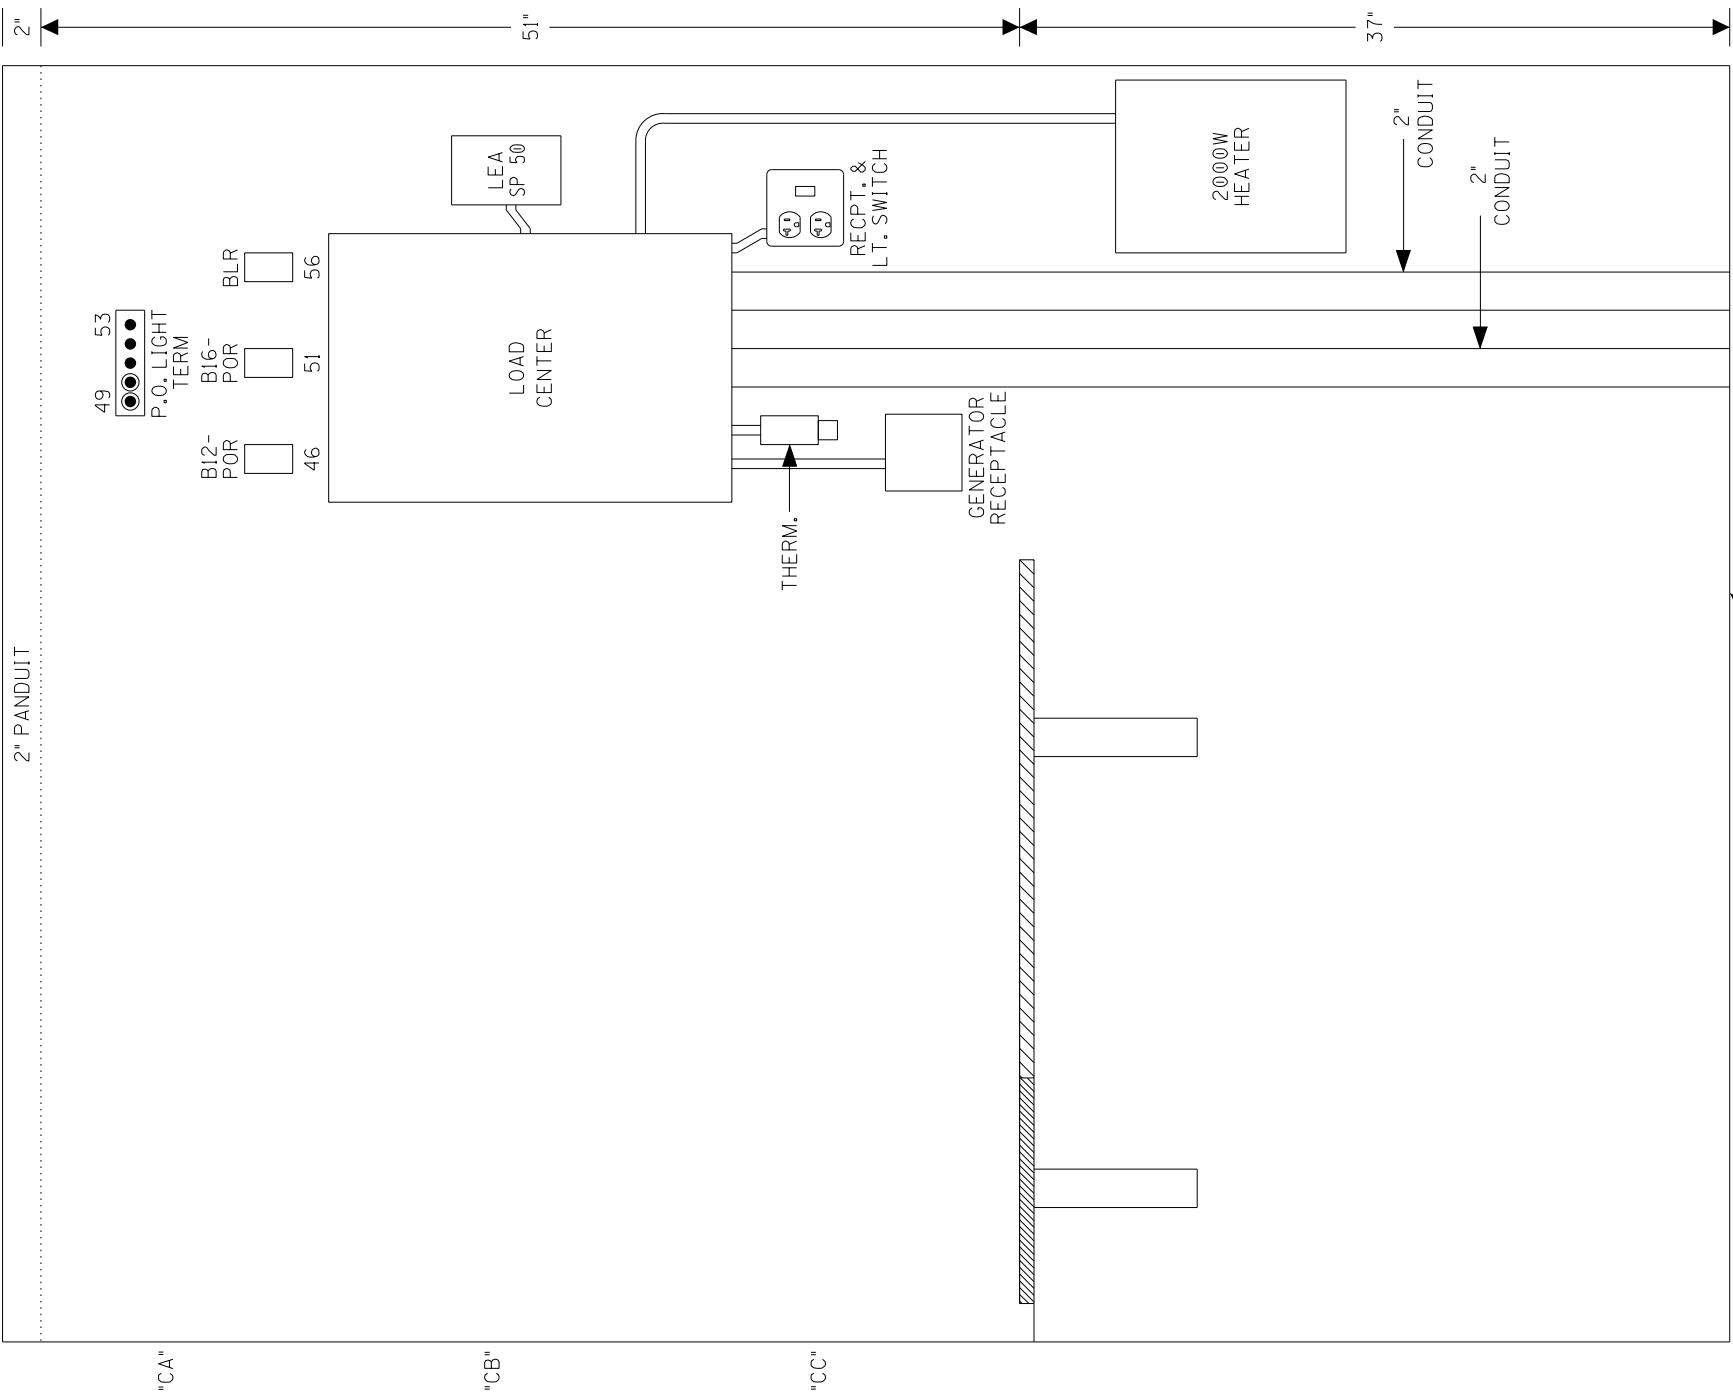 2"
51"
37"
2" PANDUIT
49
53
P.O. LIGHT
TERM
B12-
POR
46
B16-
POR
51
BLR
56
LEA
SP 50
LOAD
CENTER
RECPT. &
LT. SWITCH
THERM.
GENERATOR
RECEPTACLE
2000W
HEATER
2"
CONDUIT
2"
CONDUIT
"CA"
"CB"
"CC"